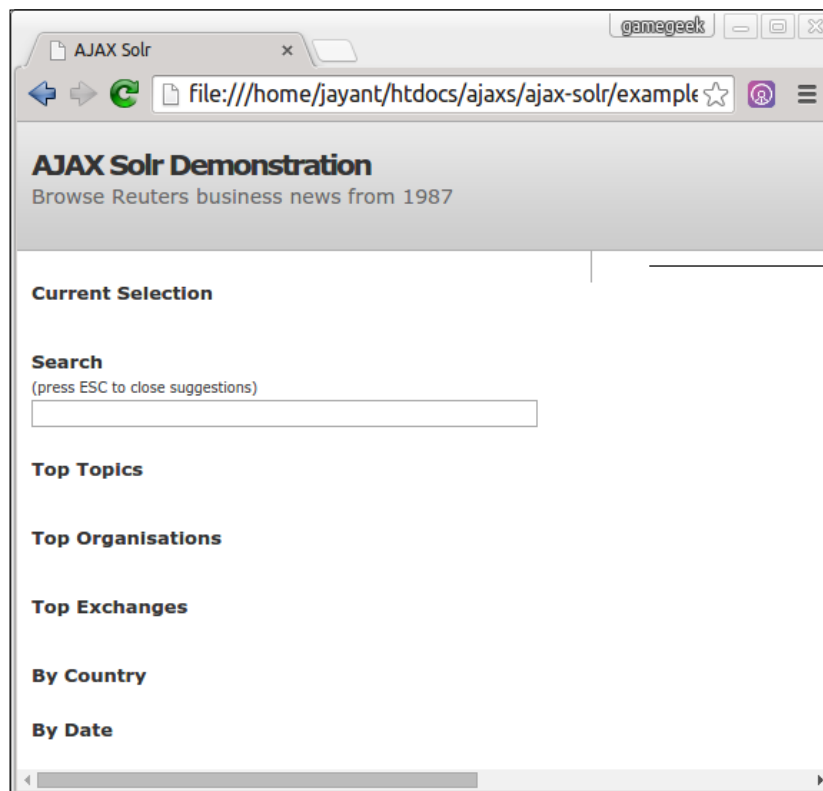 gamegeek
AJAX Solr
file:///home/jayant/htdocs/ajaxs/ajax-solr/example
AJAX Solr Demonstration
Browse Reuters business news from 1987
Current Selection
Search
(press ESC to close suggestions)
Top Topics
Top Organisations
Top Exchanges
By Country
By Date